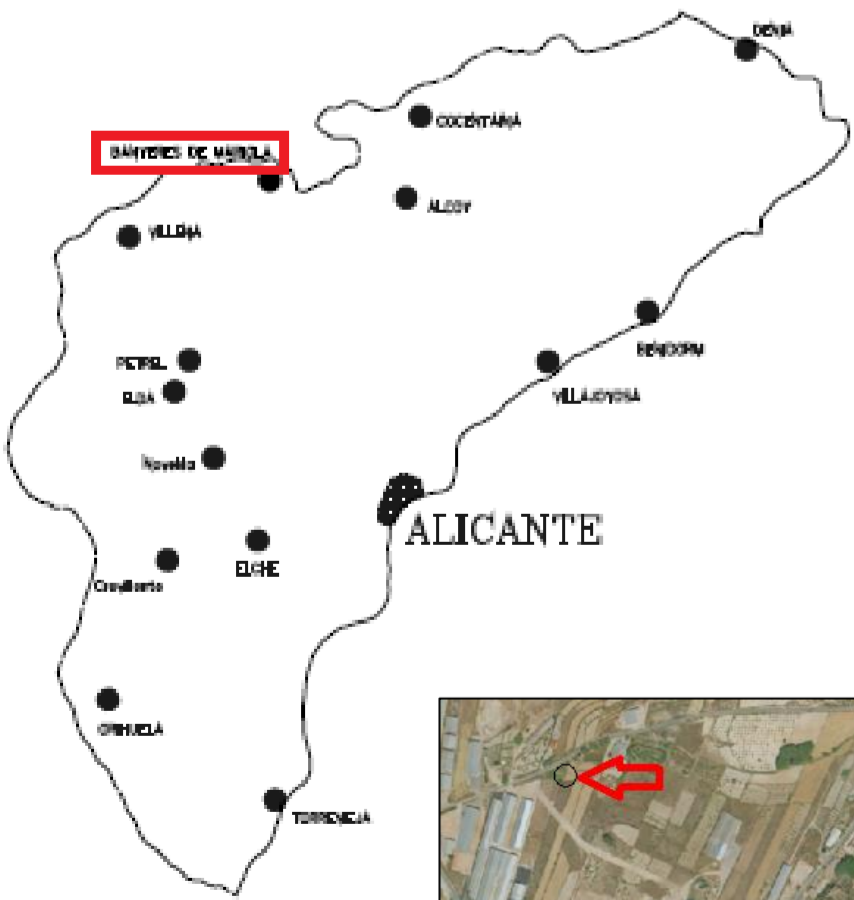 DENIA
COCENTAINA
BANYERES DE MARIOLA
ALCOY
VILLENA
BENIDORM
PETREL
VILLAJOYOSA
ELDA
Novelda
ALICANTE
ELCHE
Crevillente
ORIHUELA
TORREVIEJA